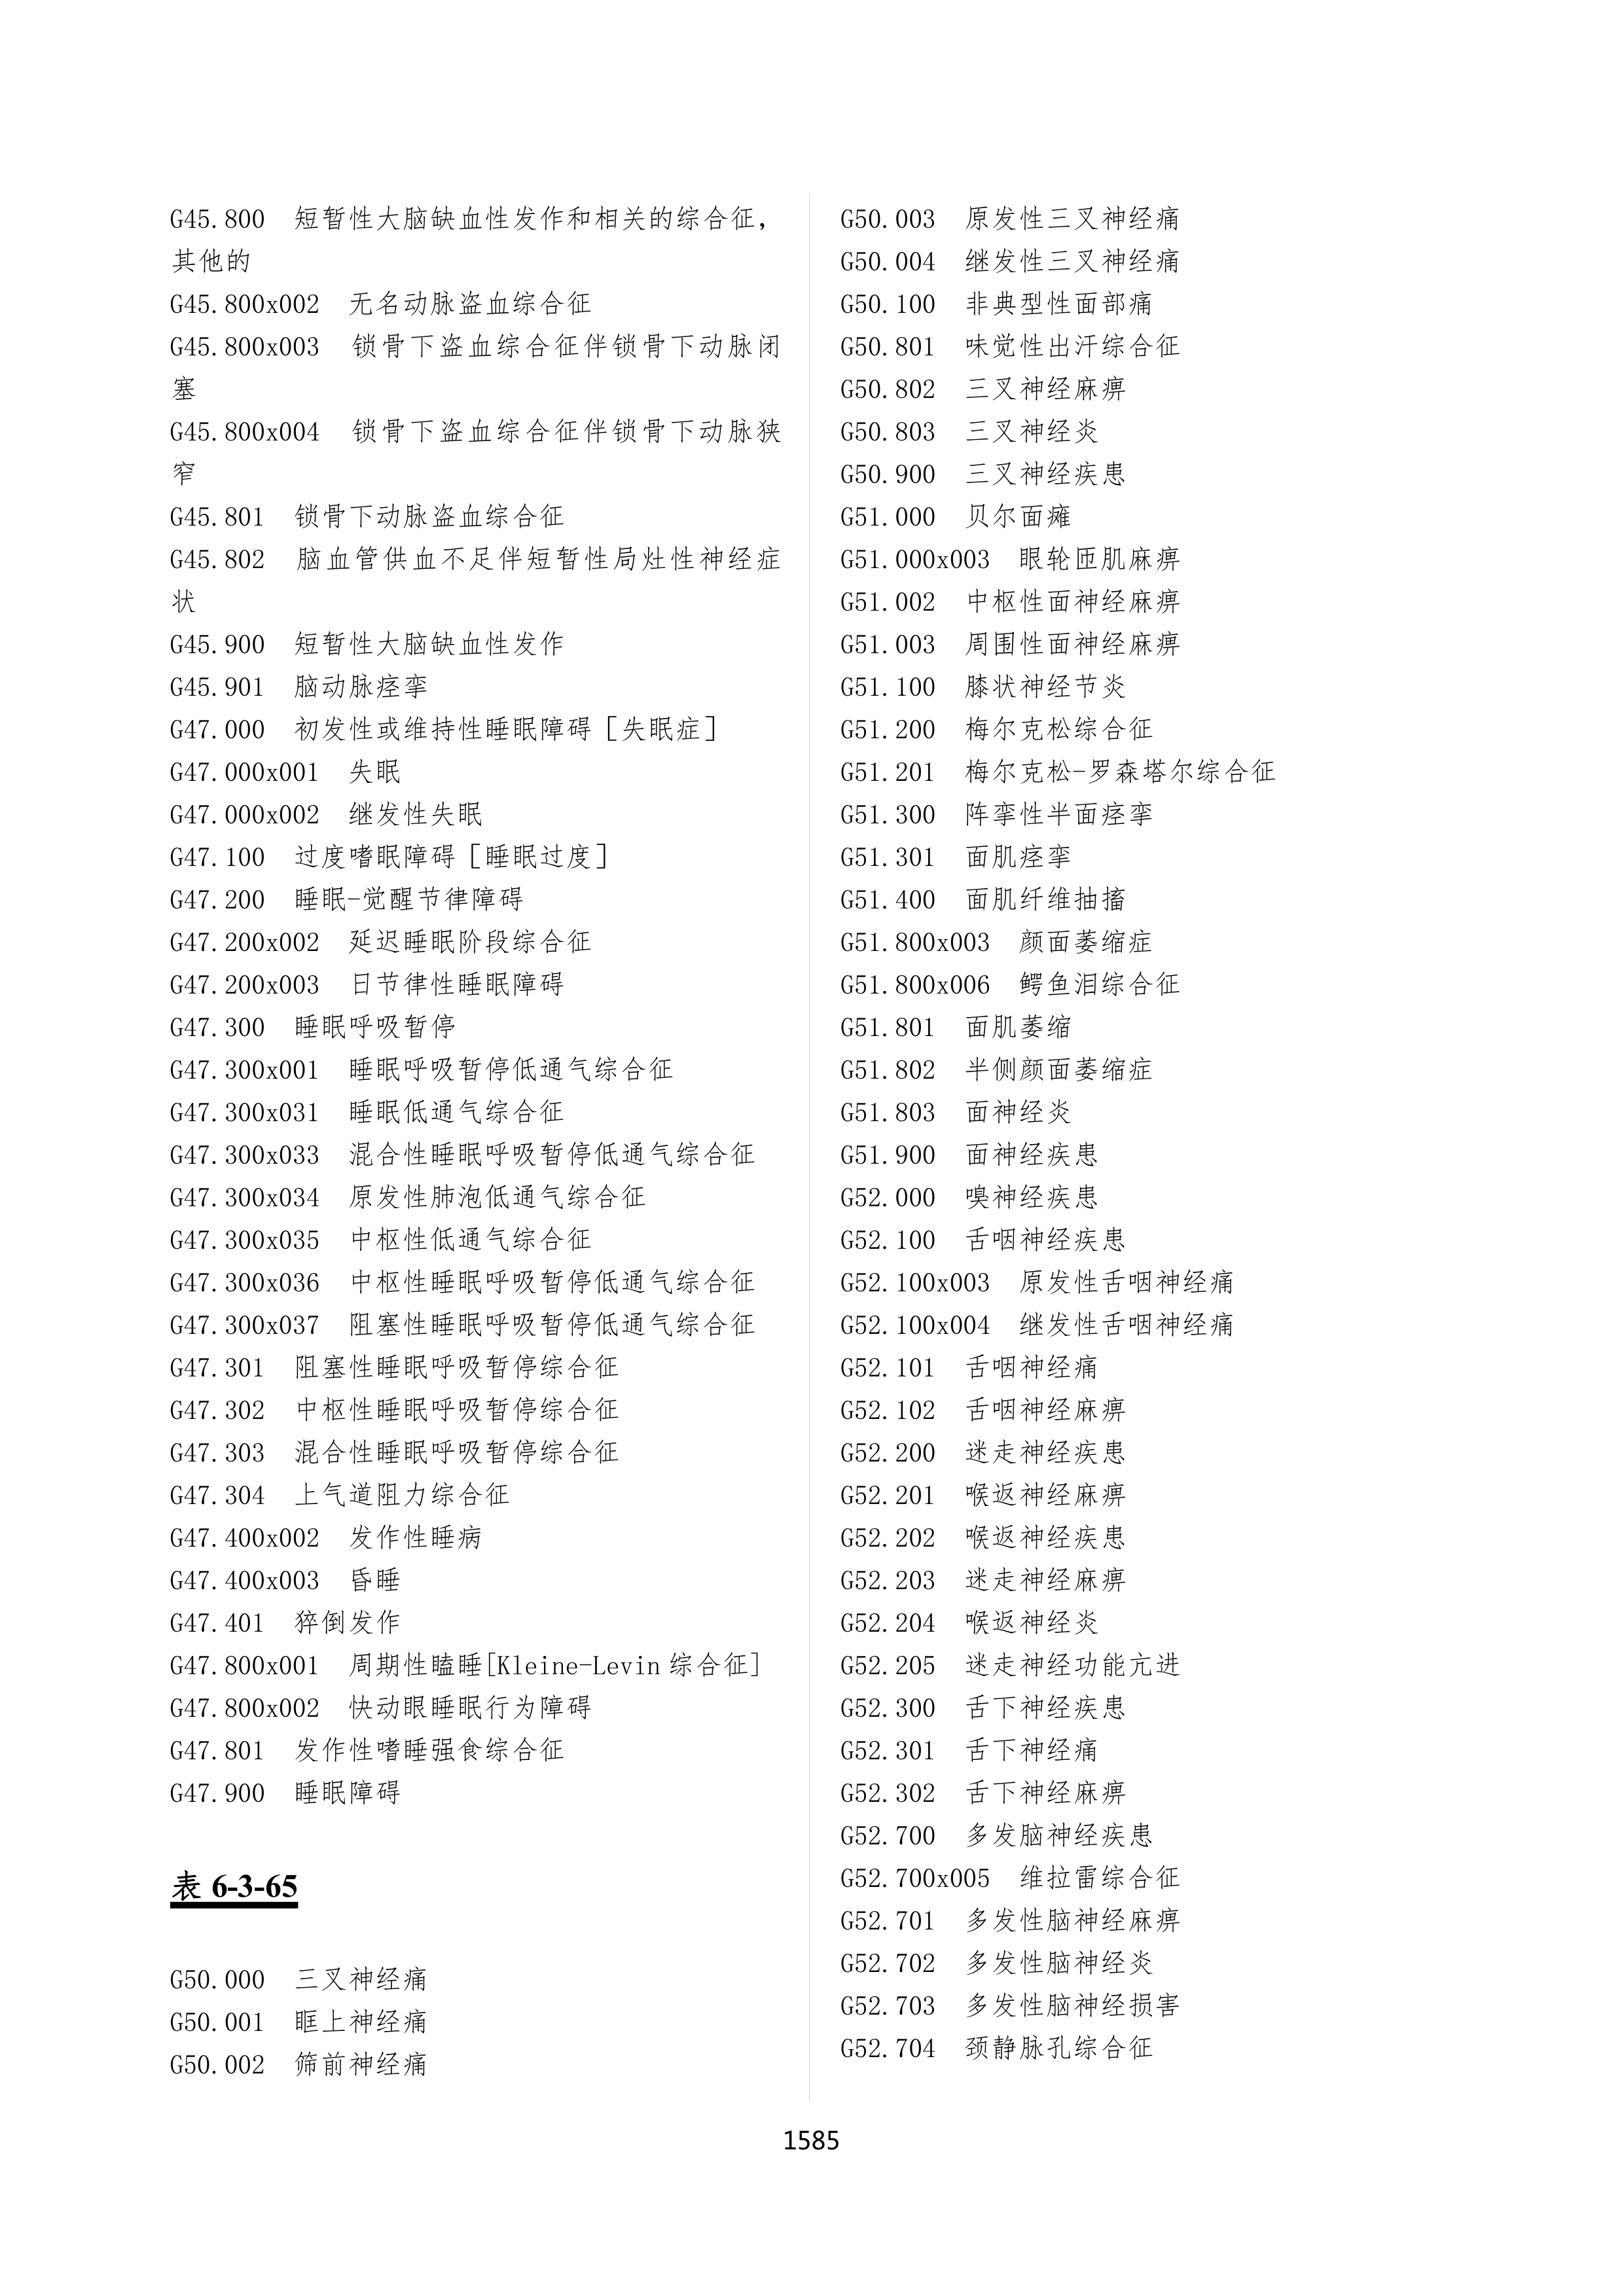 G45.800 短暂性大脑缺血性发作和相关的综合征，
其他的
G45.800x002 无名动脉盗血综合征
G45.800x003 锁骨下盗血综合征伴锁骨下动脉闭
塞
G45.800x004 锁骨下盗血综合征伴锁骨下动脉狭
窄
G45.801 锁骨下动脉盗血综合征
G45.802 脑血管供血不足伴短暂性局灶性神经症
状
G45.900 短暂性大脑缺血性发作
G45.901 脑动脉痉挛
G47.000 初发性或维持性睡眠障碍［失眠症］
G47.000x001 失眠
G47.000x002 继发性失眠
G47.100 过度嗜眠障碍［睡眠过度］
G47.200 睡眠-觉醒节律障碍
G47.200x002 延迟睡眠阶段综合征
G47.200x003 日节律性睡眠障碍
G47.300 睡眠呼吸暂停
G47.300x001 睡眠呼吸暂停低通气综合征
G47.300x031 睡眠低通气综合征
G47.300x033 混合性睡眠呼吸暂停低通气综合征
G47.300x034 原发性肺泡低通气综合征
G47.300x035 中枢性低通气综合征
G47.300x036 中枢性睡眠呼吸暂停低通气综合征
G47.300x037 阻塞性睡眠呼吸暂停低通气综合征
G47.301 阻塞性睡眠呼吸暂停综合征
G47.302 中枢性睡眠呼吸暂停综合征
G47.303 混合性睡眠呼吸暂停综合征
G47.304 上气道阻力综合征
G47.400x002 发作性睡病
G47.400x003 昏睡
G47.401 猝倒发作
G47.800x001 周期性瞌睡[Kleine-Levin 综合征]
G47.800x002 快动眼睡眠行为障碍
G47.801 发作性嗜睡强食综合征
G47.900 睡眠障碍
表 6-3-65
G50.000 三叉神经痛
G50.001 眶上神经痛
G50.002 筛前神经痛
G50.003 原发性三叉神经痛
G50.004 继发性三叉神经痛
G50.100 非典型性面部痛
G50.801 味觉性出汗综合征
G50.802 三叉神经麻痹
G50.803 三叉神经炎
G50.900 三叉神经疾患
G51.000 贝尔面瘫
G51.000x003 眼轮匝肌麻痹
G51.002 中枢性面神经麻痹
G51.003 周围性面神经麻痹
G51.100 膝状神经节炎
G51.200 梅尔克松综合征
G51.201 梅尔克松-罗森塔尔综合征
G51.300 阵挛性半面痉挛
G51.301 面肌痉挛
G51.400 面肌纤维抽搐
G51.800x003 颜面萎缩症
G51.800x006 鳄鱼泪综合征
G51.801 面肌萎缩
G51.802 半侧颜面萎缩症
G51.803 面神经炎
G51.900 面神经疾患
G52.000 嗅神经疾患
G52.100 舌咽神经疾患
G52.100x003 原发性舌咽神经痛
G52.100x004 继发性舌咽神经痛
G52.101 舌咽神经痛
G52.102 舌咽神经麻痹
G52.200 迷走神经疾患
G52.201 喉返神经麻痹
G52.202 喉返神经疾患
G52.203 迷走神经麻痹
G52.204 喉返神经炎
G52.205 迷走神经功能亢进
G52.300 舌下神经疾患
G52.301 舌下神经痛
G52.302 舌下神经麻痹
G52.700 多发脑神经疾患
G52.700x005 维拉雷综合征
G52.701 多发性脑神经麻痹
G52.702 多发性脑神经炎
G52.703 多发性脑神经损害
G52.704 颈静脉孔综合征
1585